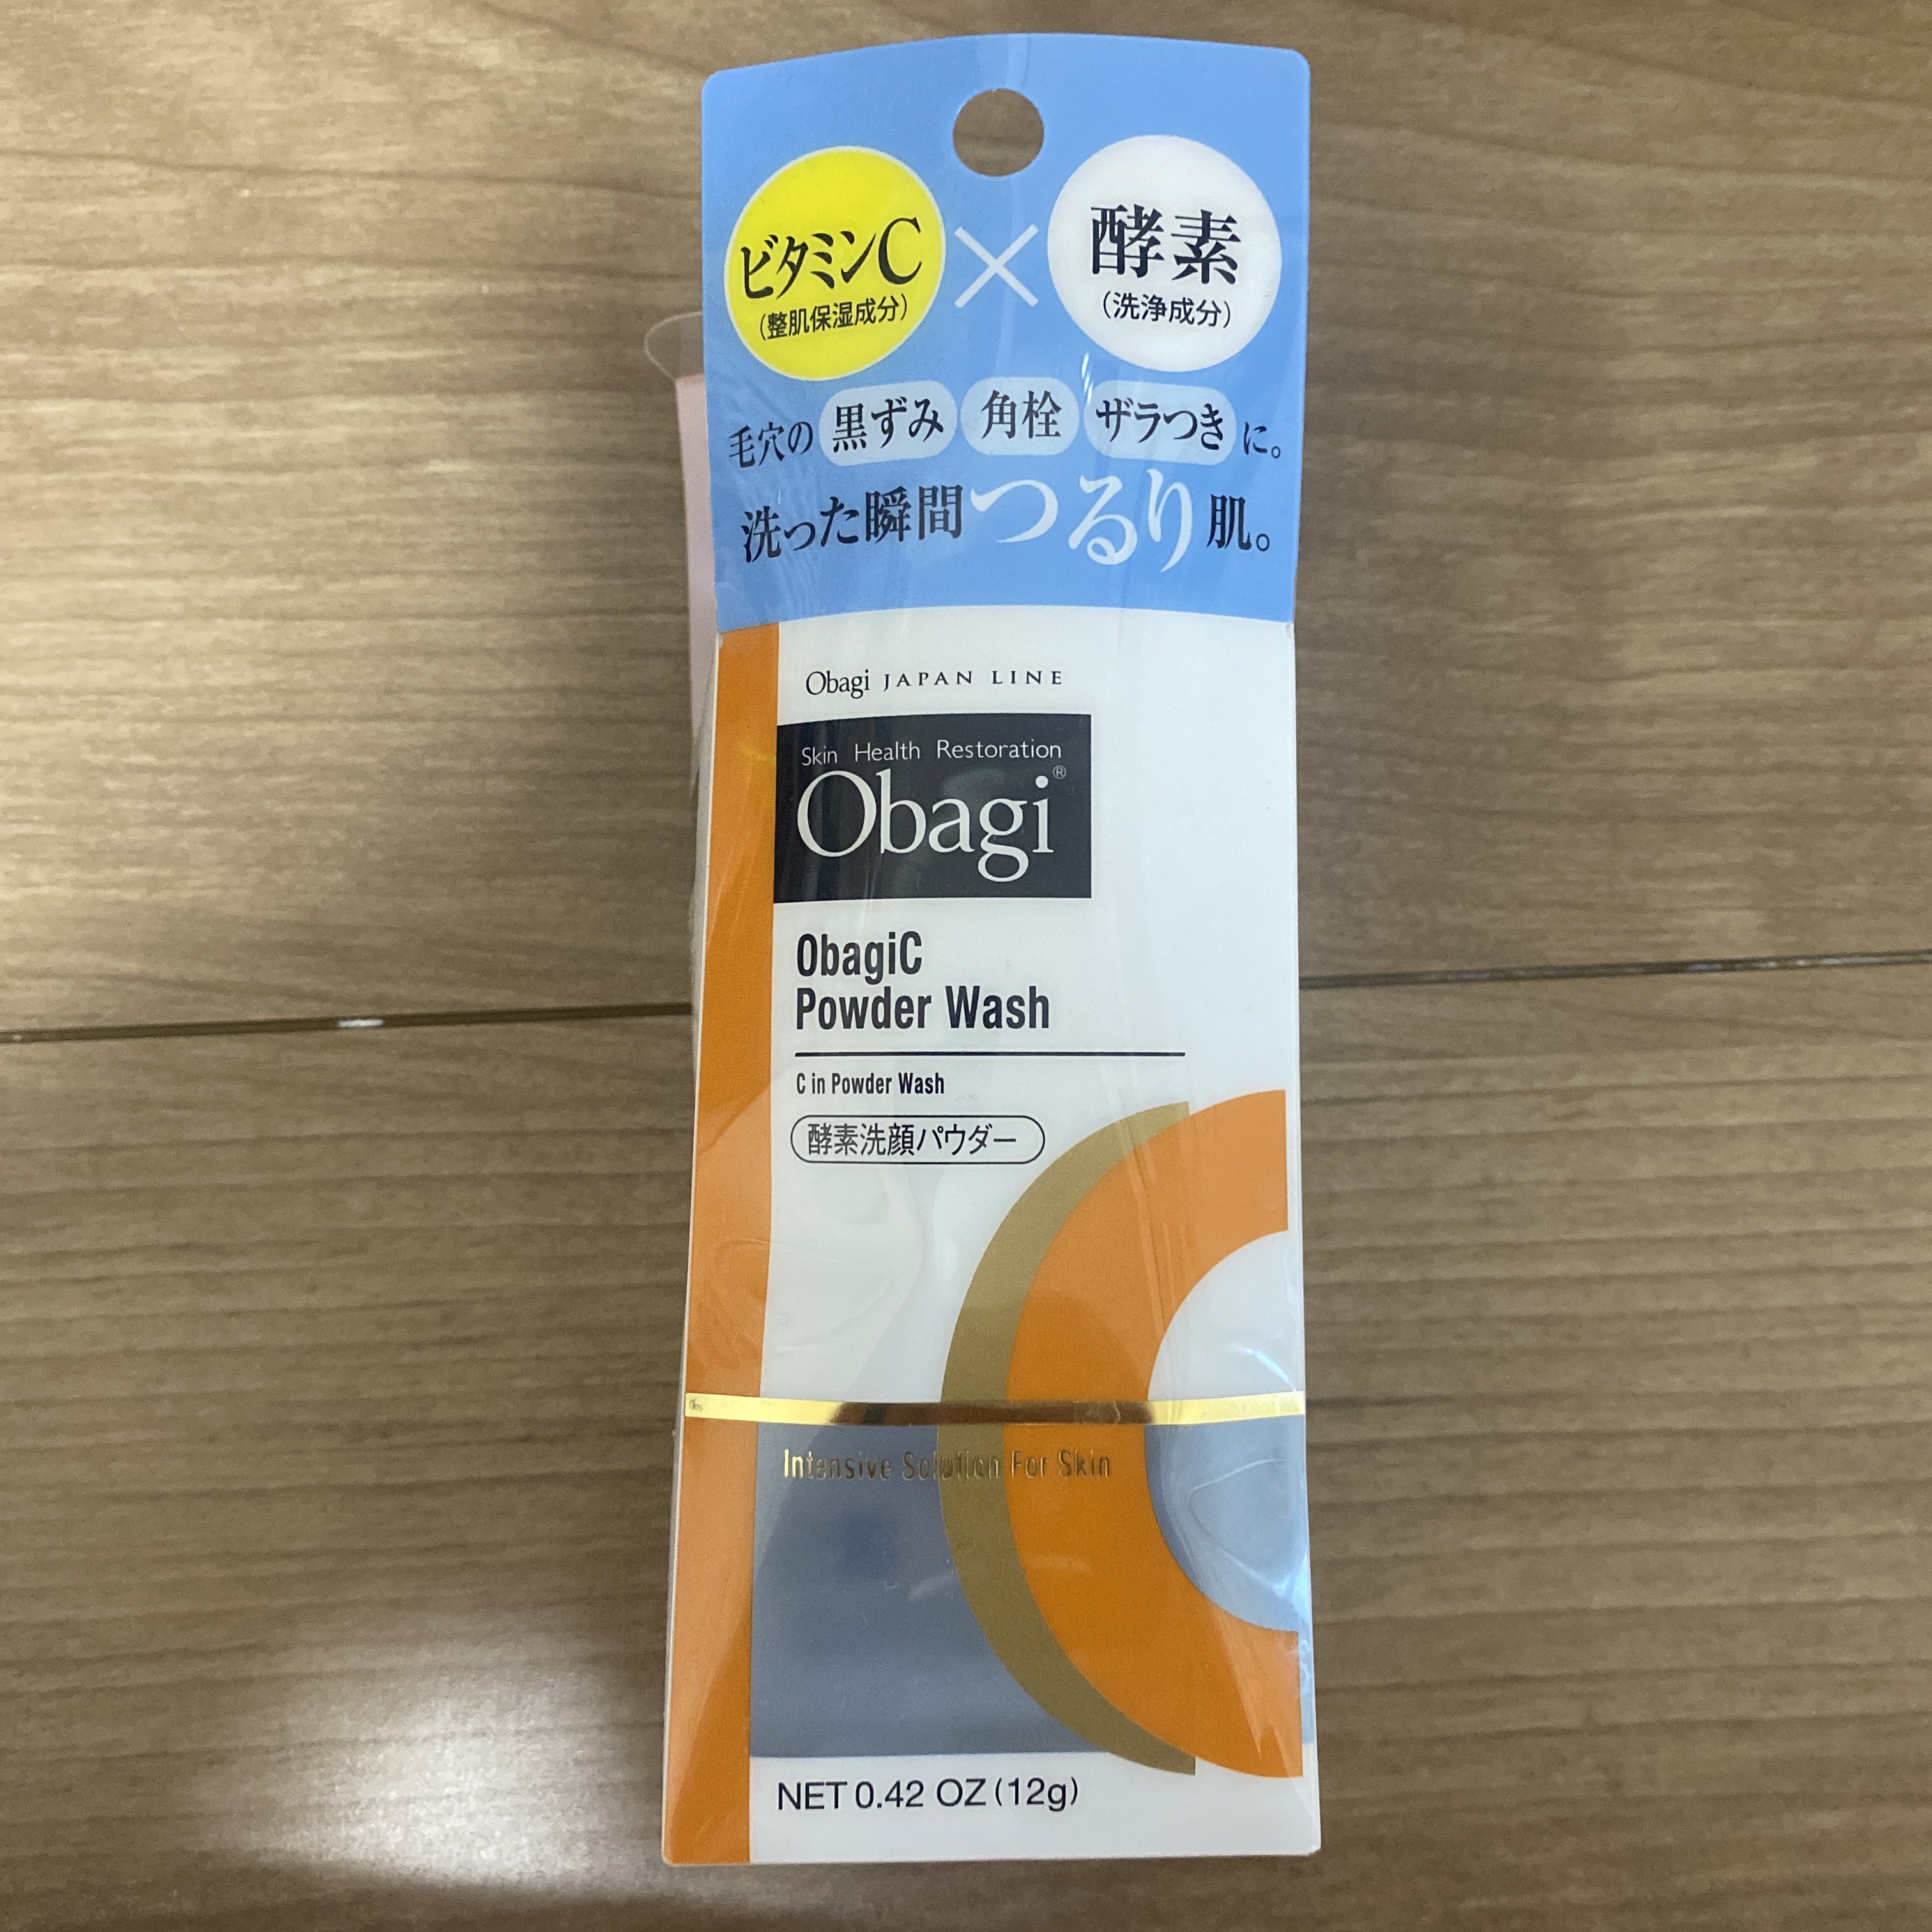 ビタミンC × 酵素
(整肌保湿成分) (洗浄成分)
毛穴の 黒ずみ 角栓 ザラつき に。
洗った瞬間つるり肌。
Obagi JAPAN LINE
Skin Health Restoration
Obagi®
ObagiC
Powder Wash
C in Powder Wash
酵素洗顔パウダー
Intensive Solution For Skin
NET 0.42 OZ (12g)